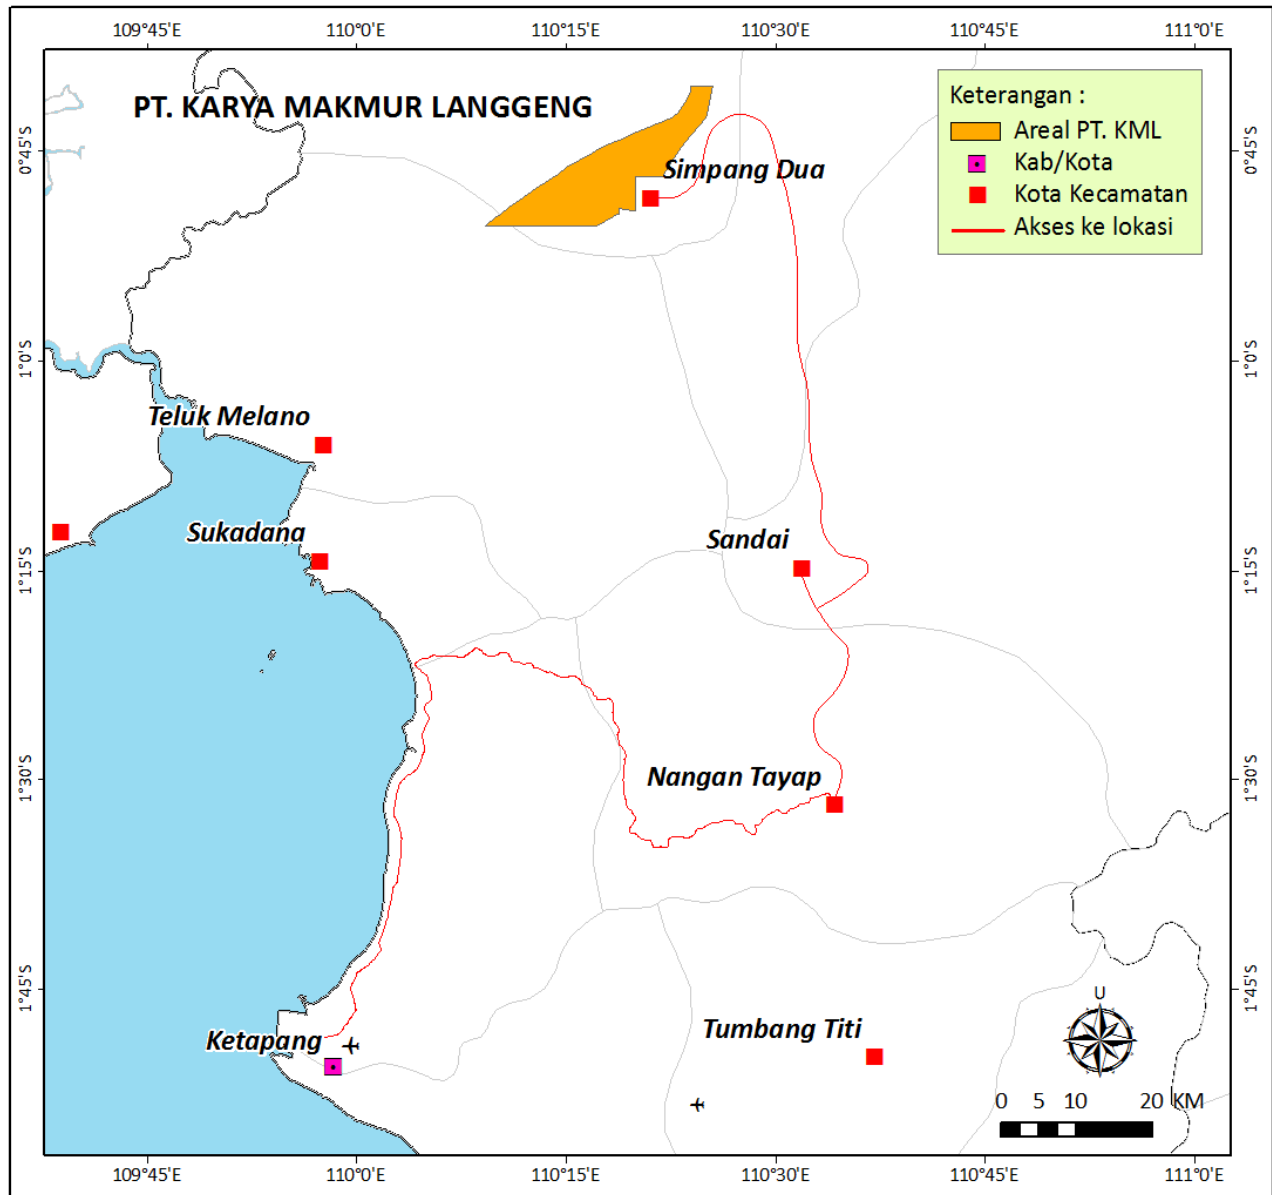 109°45'E 110°0'E 110°15'E 110°30'E 110°45'E 111°0'E
PT. KARYA MAKMUR LANGGENG
Keterangan :
Areal PT. KML
Kab/Kota
Kota Kecamatan
Akses ke lokasi
0°45'S 0°45'S
Simpang Dua
1°0'S 1°0'S
Teluk Melano
Sukadana
Sandai
1°15'S 1°15'S
Nangan Tayap
1°30'S 1°30'S
1°45'S 1°45'S
U
Ketapang
Tumbang Titi
0 5 10 20 KM
109°45'E 110°0'E 110°15'E 110°30'E 110°45'E 111°0'E